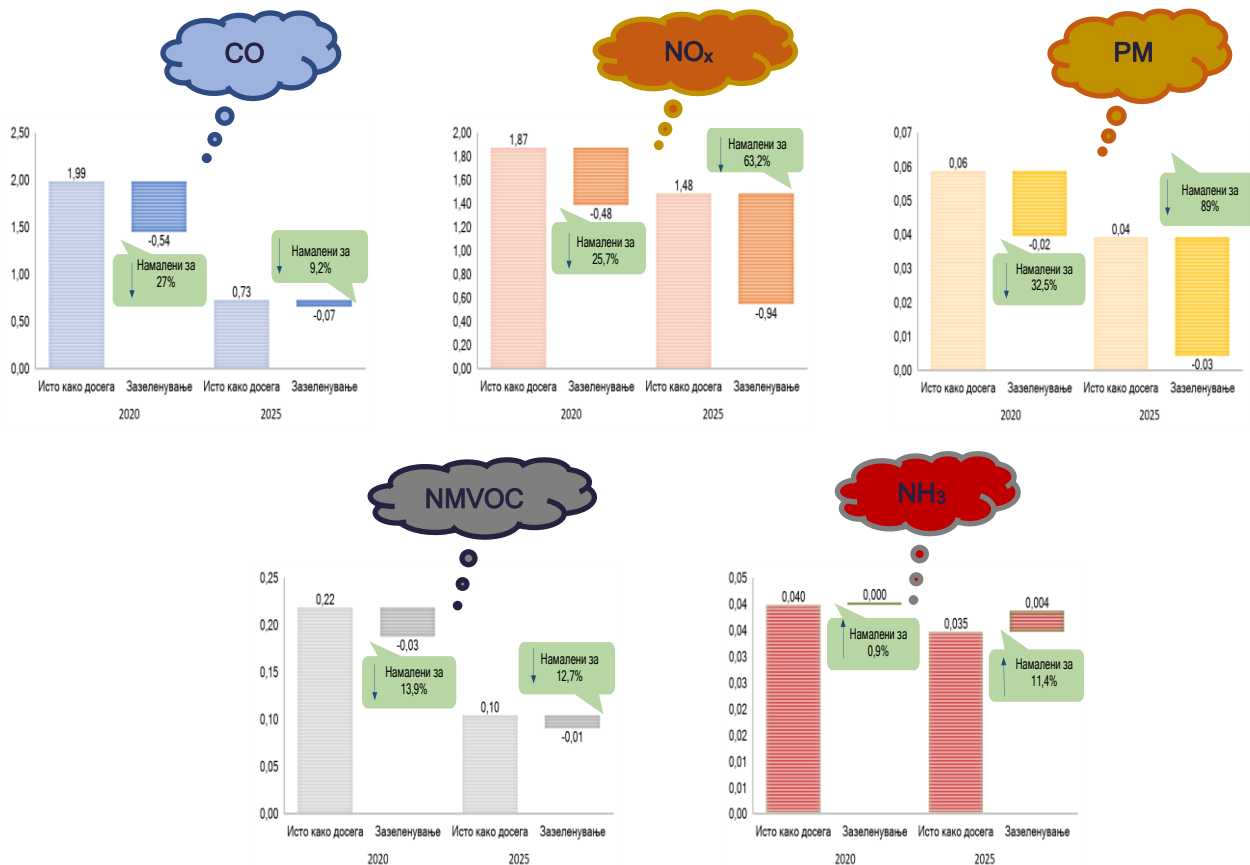 CO
NOx
PM
2,50
2,00
1,50
1,00
0,50
0,00
1,99
-0,54
0,73
-0,07
Намалени за
27%
Намалени за
9,2%
Исто како досега
Зазеленување
Исто како досега
Зазеленување
2020
2025
2,00
1,80
1,60
1,40
1,20
1,00
0,80
0,60
0,40
0,20
0,00
1,87
-0,48
1,48
-0,94
Намалени за
25,7%
Намалени за
63,2%
Исто како досега
Зазеленување
Исто како досега
Зазеленување
2020
2025
0,07
0,06
0,05
0,04
0,03
0,02
0,01
0,00
0,06
-0,02
0,04
-0,03
Намалени за
32,5%
Намалени за
89%
Исто како досега
Зазеленување
Исто како досега
Зазеленување
2020
2025
NMVOC
NH3
0,25
0,20
0,15
0,10
0,05
0,00
0,22
-0,03
0,10
-0,01
Намалени за
13,9%
Намалени за
12,7%
Исто како досега
Зазеленување
Исто како досега
Зазеленување
2020
2025
0,05
0,04
0,04
0,03
0,03
0,02
0,02
0,01
0,01
0,00
0,040
0,000
0,035
0,004
Намалени за
0,9%
Намалени за
11,4%
Исто како досега
Зазеленување
Исто како досега
Зазеленување
2020
2025